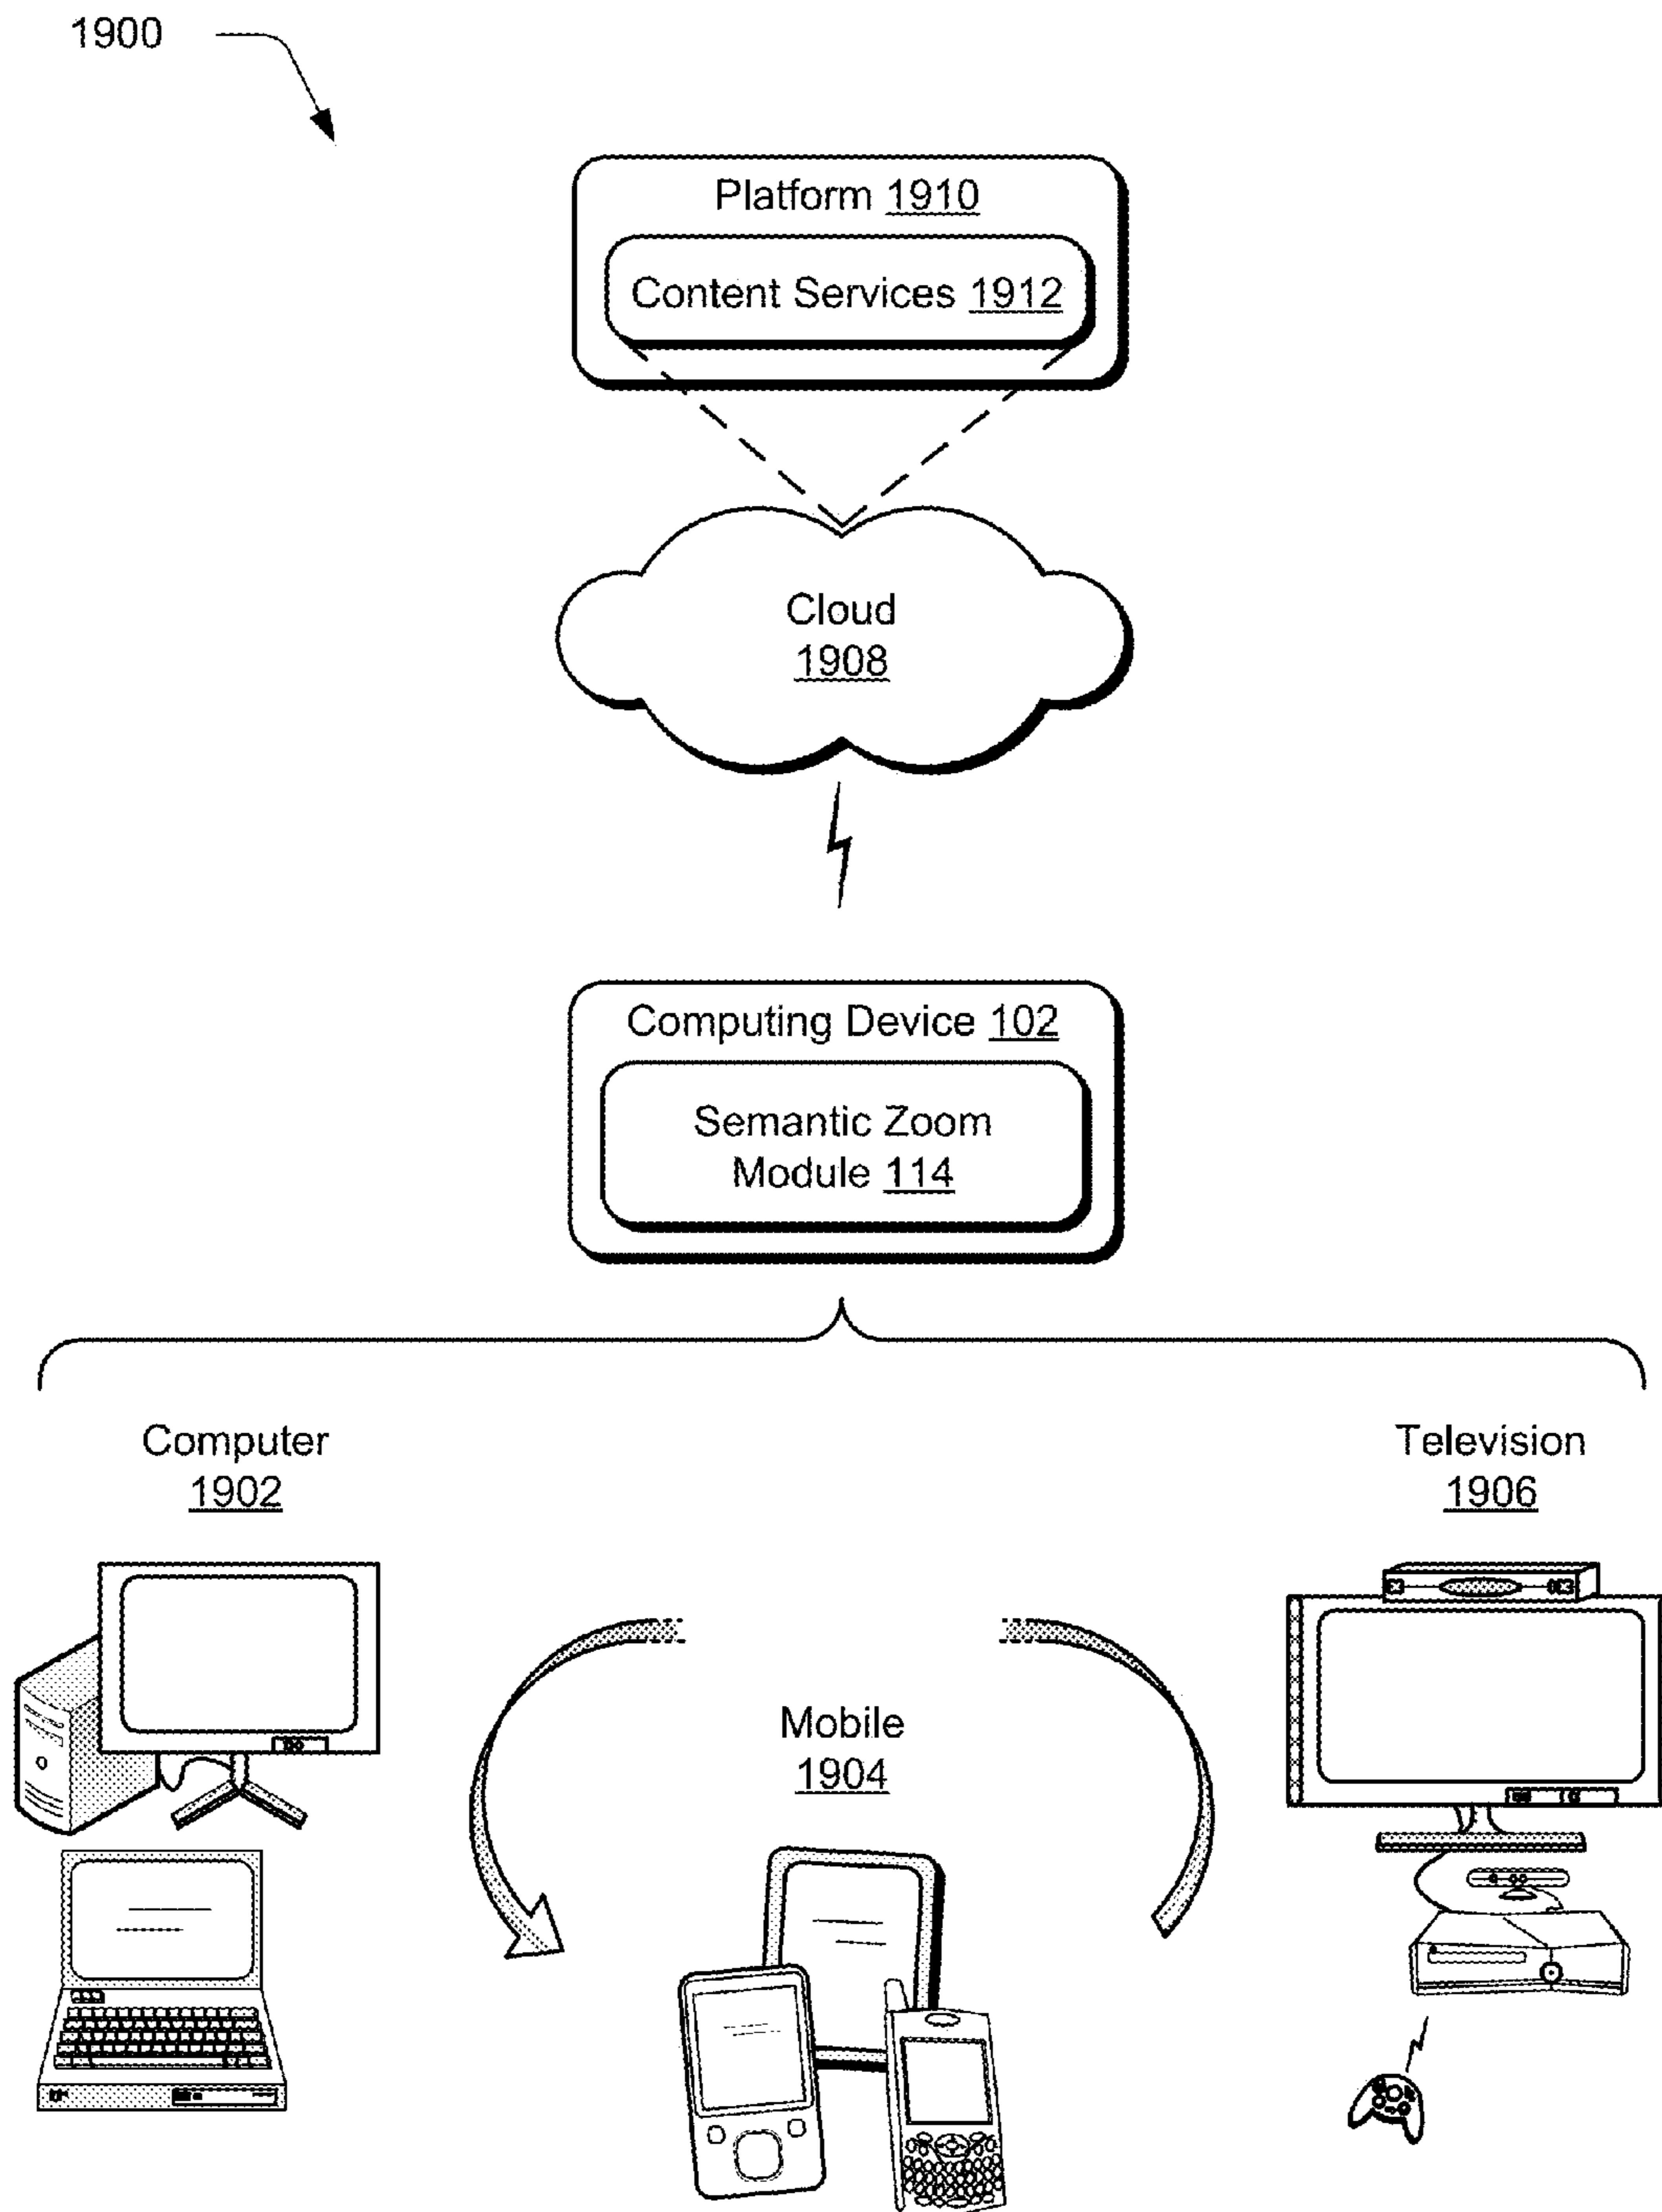 1900
Platform 1910
Content Services 1912
Cloud
1908
Computing Device 102
Semantic Zoom
Module 114
Computer
1902
Television
1906
Mobile
1904